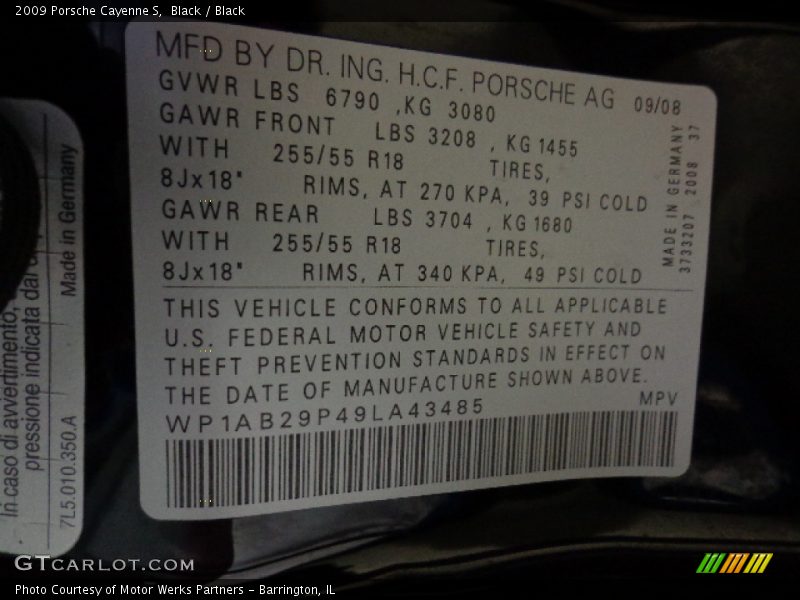 2009 Porsche Cayenne S,  Black / Black
MFD BY DR. ING. H.C.F. PORSCHE AG 09/08
GVWR LBS 6790 ,KG 3080
GAWR FRONT LBS 3208 , KG 1455
WITH 255/55 R18 TIRES,
8Jx18" RIMS, AT 270 KPA, 39 PSI COLD
GAWR REAR LBS 3704 , KG 1680
WITH 255/55 R18 TIRES,
8Jx18" RIMS, AT 340 KPA, 49 PSI COLD
THIS VEHICLE CONFORMS TO ALL APPLICABLE
U.S. FEDERAL MOTOR VEHICLE SAFETY AND
THEFT PREVENTION STANDARDS IN EFFECT ON
THE DATE OF MANUFACTURE SHOWN ABOVE.
WP1AB29P49LA43485 MPV
MADE IN GERMANY
3733207 2008 37
In caso di avvertimento,
pressione indicata dal
Made in Germany
7L5.010.350.A
GTCARLOT.COM
Photo Courtesy of Motor Werks Partners - Barrington, IL